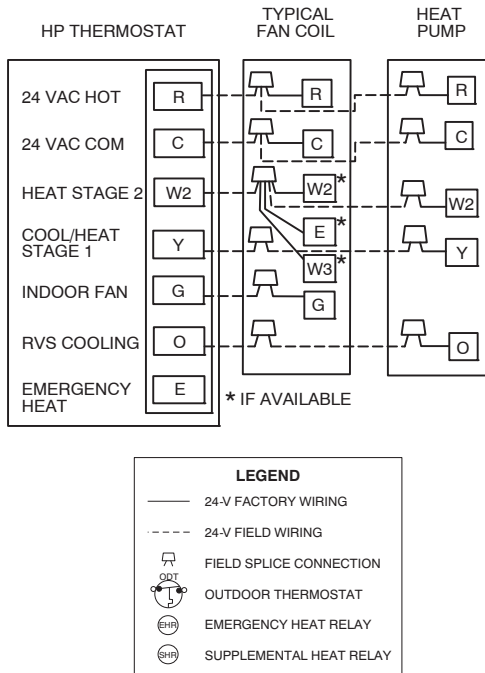 HP THERMOSTAT
TYPICAL
FAN COIL
HEAT
PUMP
24 VAC HOT R R R
24 VAC COM C C C
HEAT STAGE 2 W2 W2* W2
E*
COOL/HEAT
STAGE 1 Y W3* Y
INDOOR FAN G G
RVS COOLING O O
EMERGENCY
HEAT E
* IF AVAILABLE
LEGEND
24-V FACTORY WIRING
24-V FIELD WIRING
FIELD SPLICE CONNECTION
ODT OUTDOOR THERMOSTAT
EHR EMERGENCY HEAT RELAY
SHR SUPPLEMENTAL HEAT RELAY